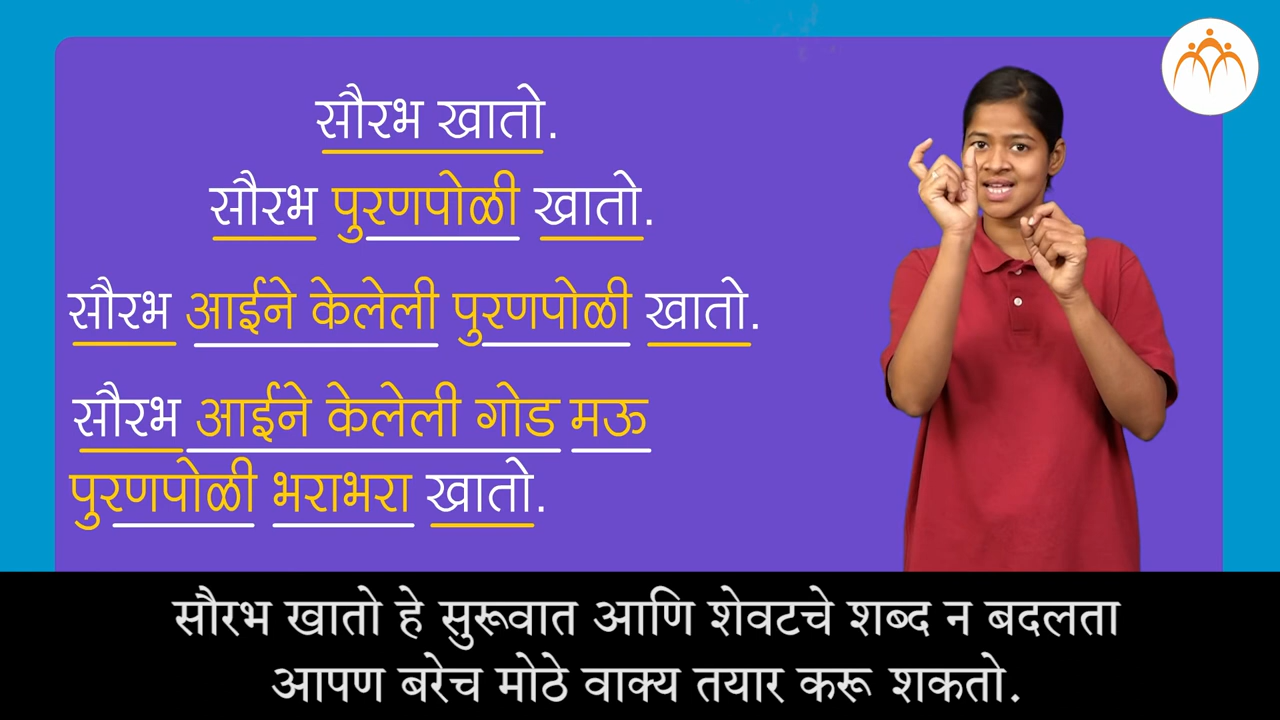 सौरभ खातो.
सौरभ पुरणपोळी खातो.
सौरभ आईने केलेली पुरणपोळी खातो.
सौरभ आईने केलेली गोड मऊ
पुरणपोळी भराभरा खातो.
सौरभ खातो हे सुरूवात आणि शेवटचे शब्द न बदलता
आपण बरेच मोठे वाक्य तयार करू शकतो.